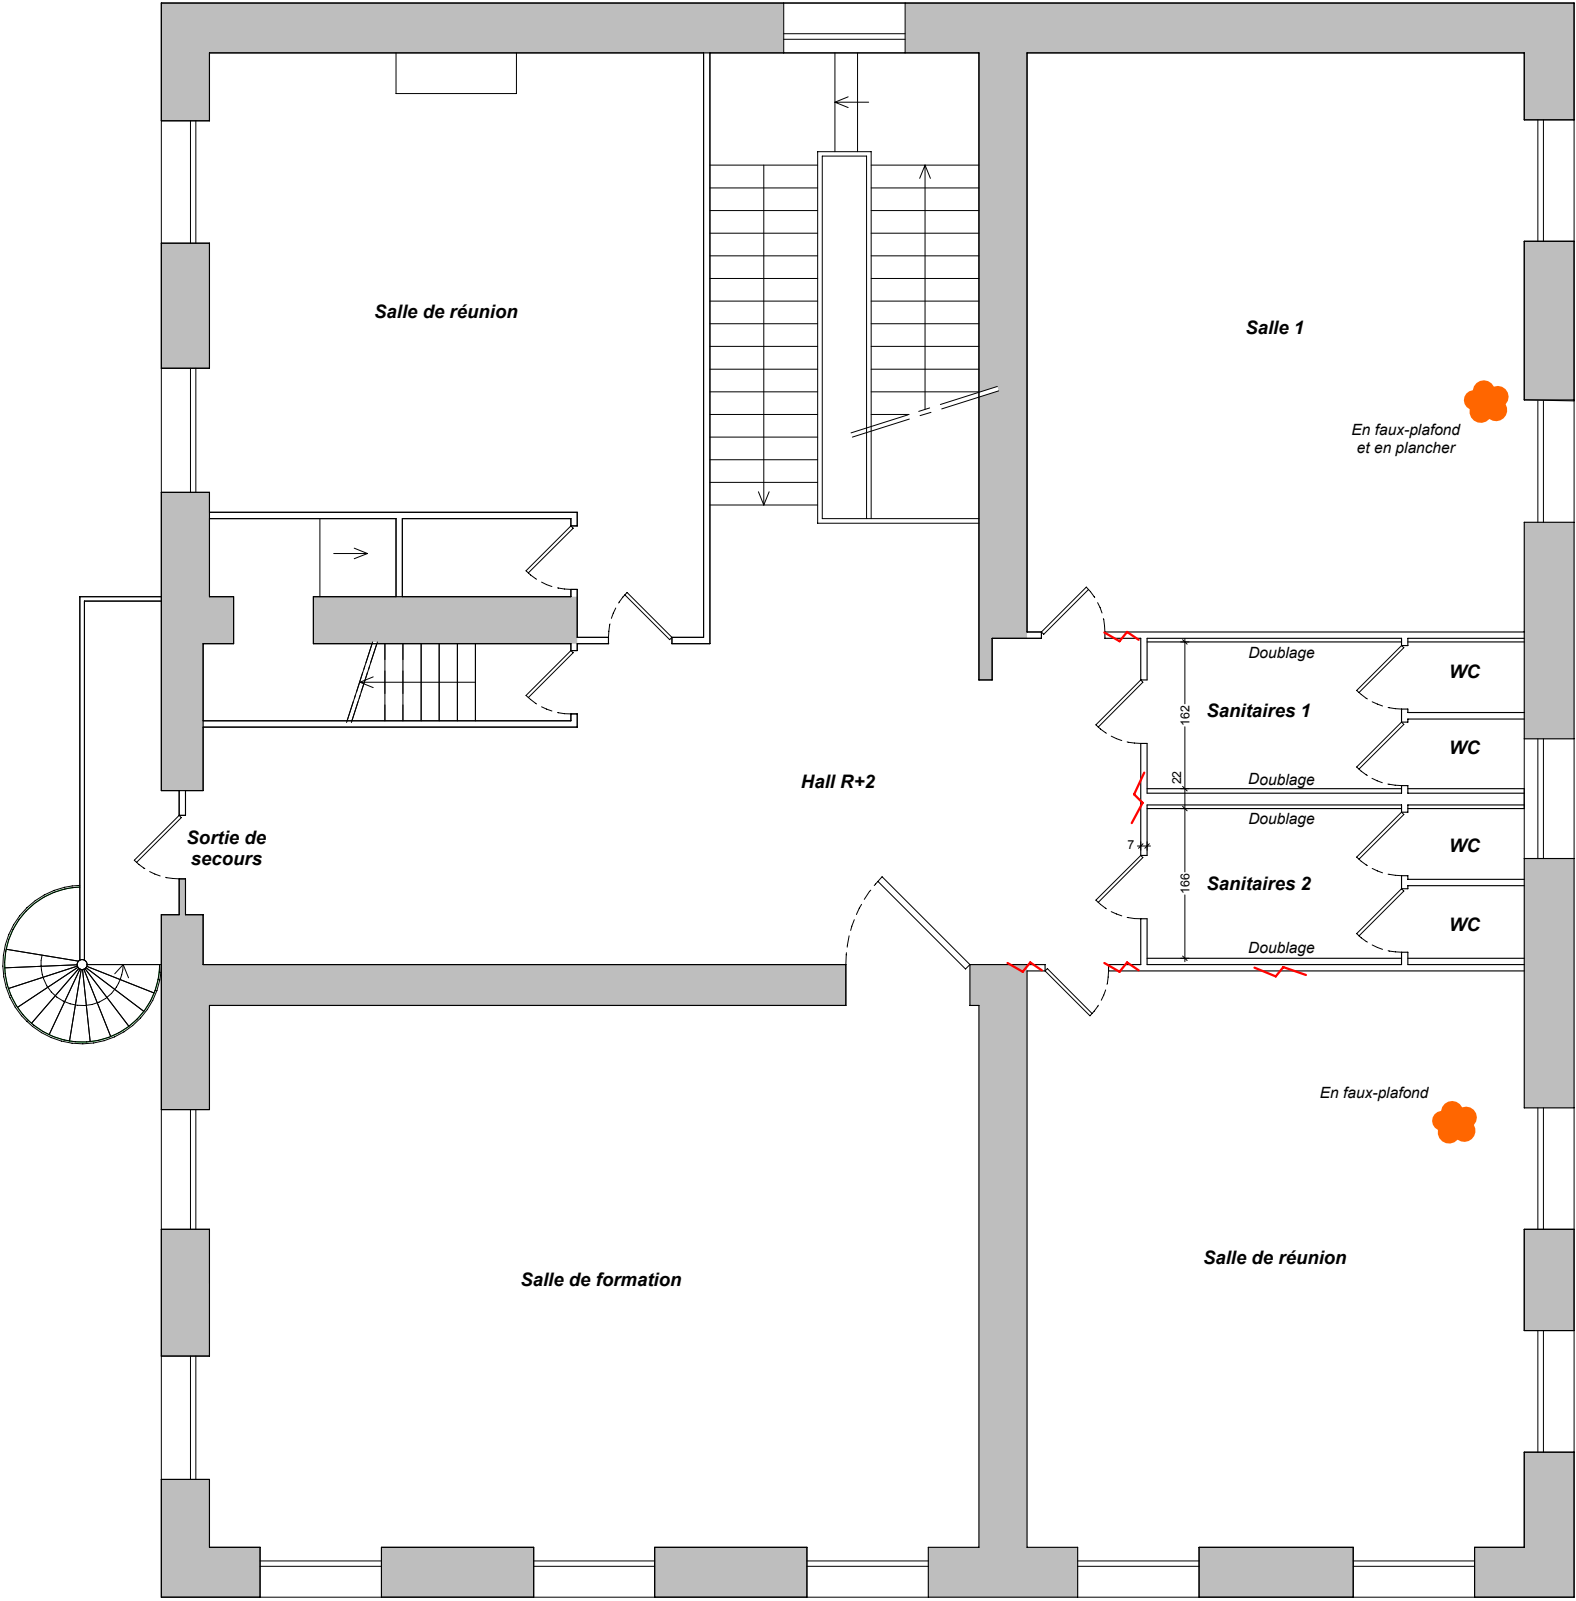 Salle de réunion
Salle 1
En faux-plafond
et en plancher
Doublage
WC
Sanitaires 1
162
WC
22
Doublage
Hall R+2
Doublage
Sortie de
secours
7
WC
166
Sanitaires 2
WC
Doublage
En faux-plafond
Salle de réunion
Salle de formation